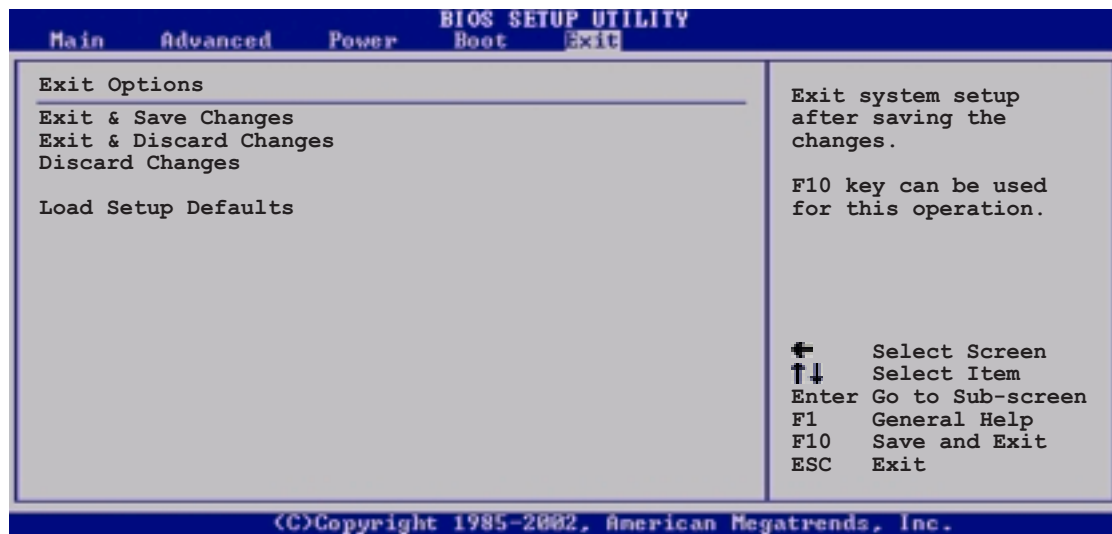 BIOS SETUP UTILITY
Main Advanced Power Boot Exit
Exit Options
Exit & Save Changes
Exit & Discard Changes
Discard Changes
Load Setup Defaults
Exit system setup
after saving the
changes.
F10 key can be used
for this operation.
← Select Screen
↑↓ Select Item
Enter Go to Sub-screen
F1 General Help
F10 Save and Exit
ESC Exit
(C)Copyright 1985-2002, American Megatrends, Inc.